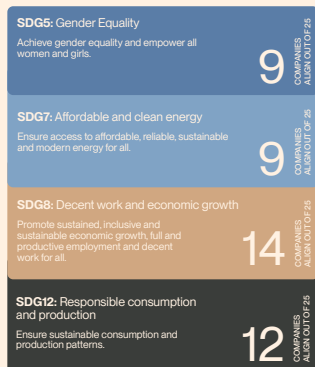 SDG5: Gender Equality
Achieve gender equality and empower all
women and girls.
9
COMPANIES
ALIGN OUT OF 25
SDG7: Affordable and clean energy
Ensure access to affordable, reliable, sustainable
and modern energy for all.
9
COMPANIES
ALIGN OUT OF 25
SDG8: Decent work and economic growth
Promote sustained, inclusive and
sustainable economic growth, full and
productive employment and decent
work for all.
14
COMPANIES
ALIGN OUT OF 25
SDG12: Responsible consumption
and production
Ensure sustainable consumption and
production patterns.
12
COMPANIES
ALIGN OUT OF 25